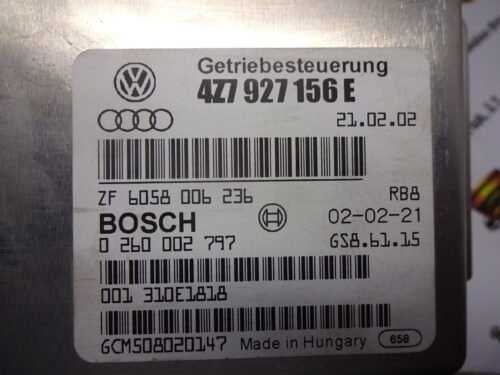 Getriebesteuerung
4Z7 927 156 E
21.02.02
ZF 6058 006 236 RB8
BOSCH 02-02-21
0 260 002 797 GS8.61.15
001 310E1818
GCM508020147 Made in Hungary 658